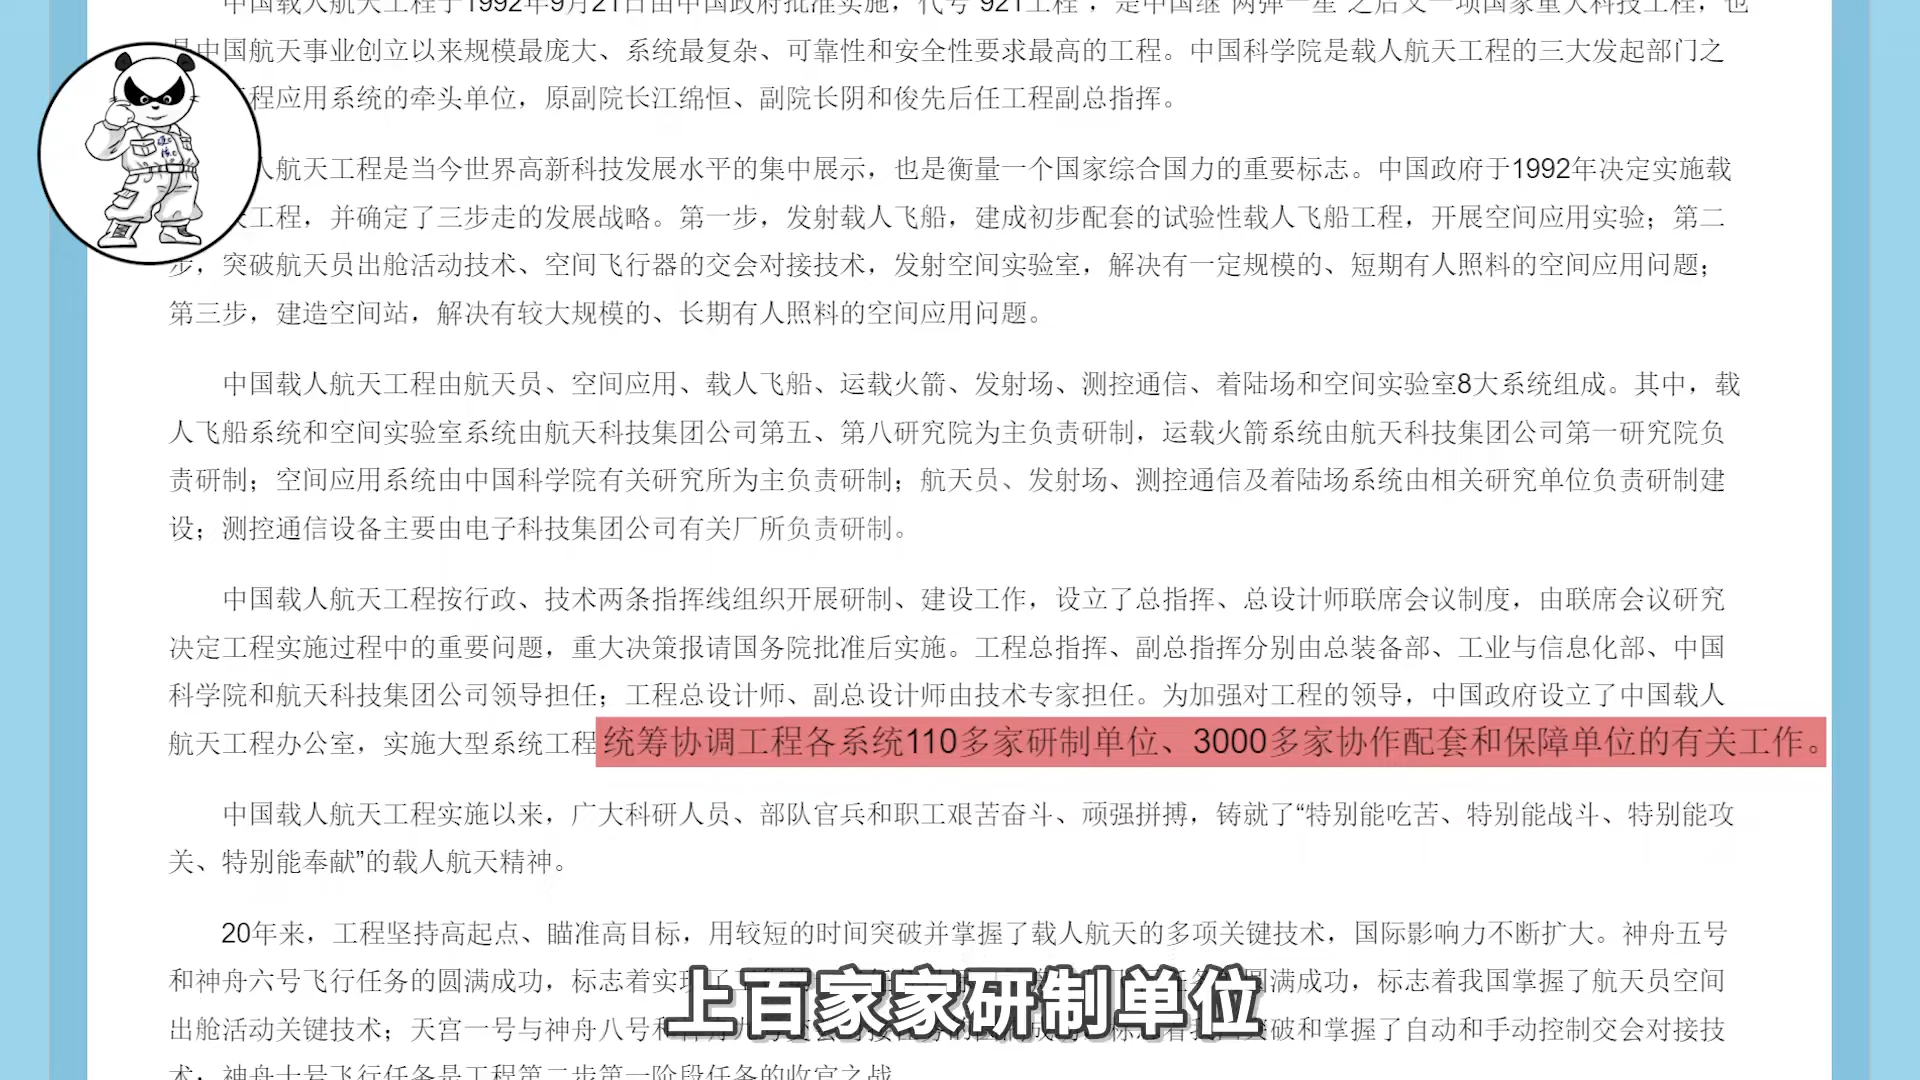 中国载人航天工程于1992年9月21日由中国政府批准实施，代号“921工程”，是中国继“两弹一星”之后又一项国家重大科技工程，也
是中国航天事业创立以来规模最庞大、系统最复杂、可靠性和安全性要求最高的工程。中国科学院是载人航天工程的三大发起部门之
程应用系统的牵头单位，原副院长江绵恒、副院长阴和俊先后任工程副总指挥。
人航天工程是当今世界高新科技发展水平的集中展示，也是衡量一个国家综合国力的重要标志。中国政府于1992年决定实施载
工程，并确定了三步走的发展战略。第一步，发射载人飞船，建成初步配套的试验性载人飞船工程，开展空间应用实验；第二
步，突破航天员出舱活动技术、空间飞行器的交会对接技术，发射空间实验室，解决有一定规模的、短期有人照料的空间应用问题；
第三步，建造空间站，解决有较大规模的、长期有人照料的空间应用问题。
中国载人航天工程由航天员、空间应用、载人飞船、运载火箭、发射场、测控通信、着陆场和空间实验室8大系统组成。其中，载
人飞船系统和空间实验室系统由航天科技集团公司第五、第八研究院为主负责研制，运载火箭系统由航天科技集团公司第一研究院负
责研制；空间应用系统由中国科学院有关研究所为主负责研制；航天员、发射场、测控通信及着陆场系统由相关研究单位负责研制建
设；测控通信设备主要由电子科技集团公司有关厂所负责研制。
中国载人航天工程按行政、技术两条指挥线组织开展研制、建设工作，设立了总指挥、总设计师联席会议制度，由联席会议研究
决定工程实施过程中的重要问题，重大决策报请国务院批准后实施。工程总指挥、副总指挥分别由总装备部、工业与信息化部、中国
科学院和航天科技集团公司领导担任；工程总设计师、副总设计师由技术专家担任。为加强对工程的领导，中国政府设立了中国载人
航天工程办公室，实施大型系统工程统筹协调工程各系统110多家研制单位、3000多家协作配套和保障单位的有关工作。
中国载人航天工程实施以来，广大科研人员、部队官兵和职工艰苦奋斗、顽强拼搏，铸就了“特别能吃苦、特别能战斗、特别能攻
关、特别能奉献”的载人航天精神。
20年来，工程坚持高起点、瞄准高目标，用较短的时间突破并掌握了载人航天的多项关键技术，国际影响力不断扩大。神舟五号
和神舟六号飞行任务的圆满成功，标志着实现了 圆满成功，标志着我国掌握了航天员空间
出舱活动关键技术；天宫一号与神舟八号和 突破和掌握了自动和手动控制交会对接技
术；神舟十号飞行任务是工程第二步第一阶段任务的收官之战
上百家家研制单位